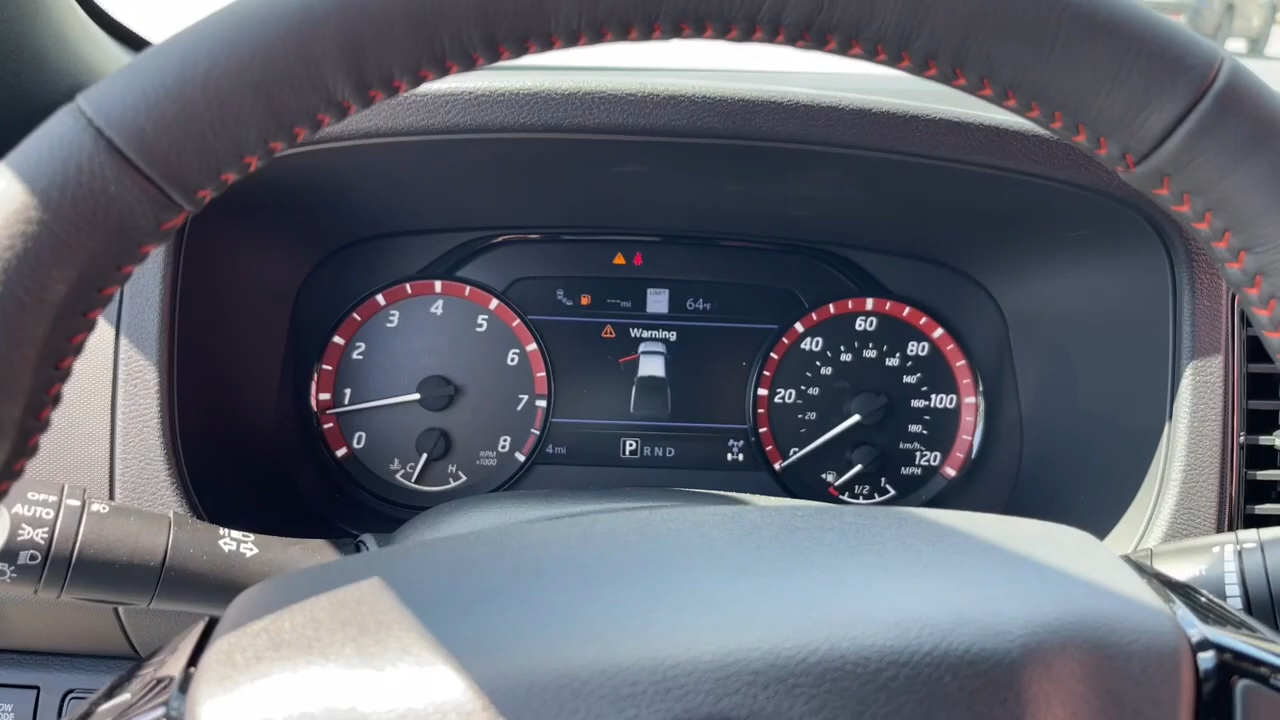 ---mi
LIMIT
---
64°F
Warning
4 mi
P R N D
0
1
2
3
4
5
6
7
8
RPM
x1000
C
H
0
20
40
60
80
100
120
20
40
60
80
100
120
140
160
180
km/h
MPH
1/2
1
OFF
AUTO